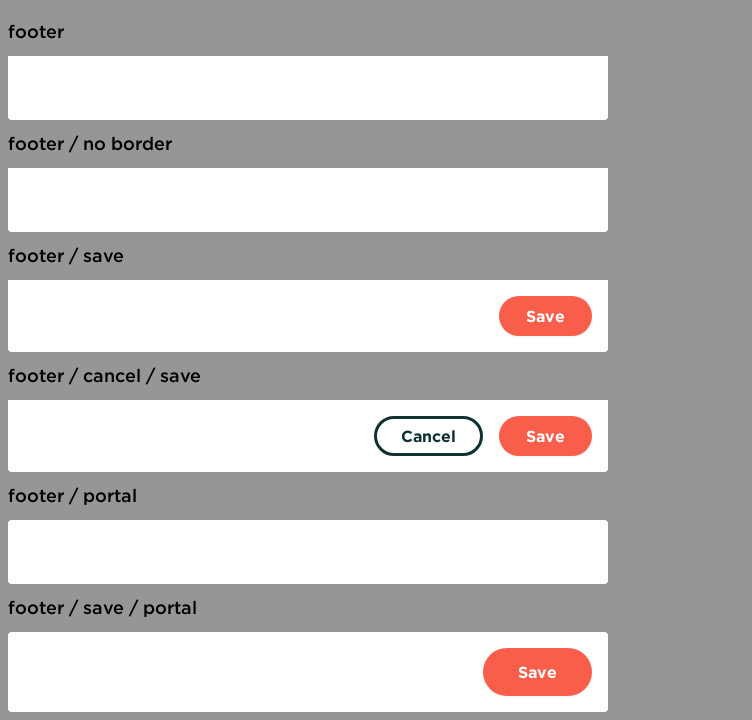 footer
footer / no border
footer / save
Save
footer / cancel / save
Cancel Save
footer / portal
footer / save / portal
Save